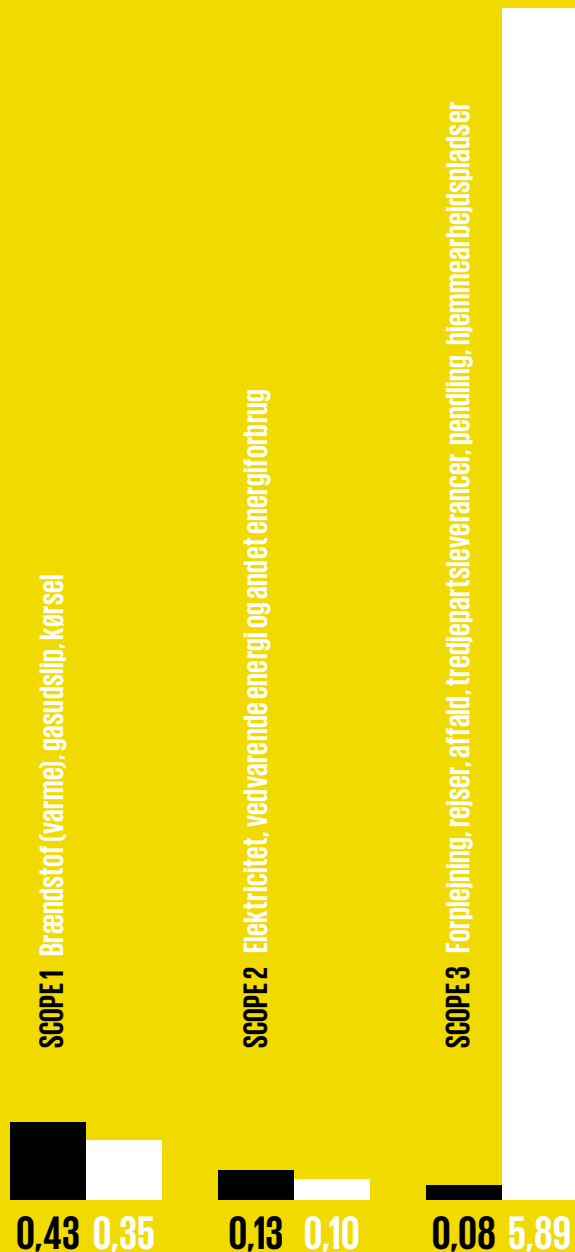 SCOPE 1 Brændstof (varme), gasudslip, kørsel
SCOPE 2 Elektricitet, vedvarende energi og andet energiforbrug
SCOPE 3 Forplejning, rejser, affald, tredjepartsleverancer, pendling, hjemmearbejdspladser
0,43 0,35
0,13 0,10
0,08 5,89